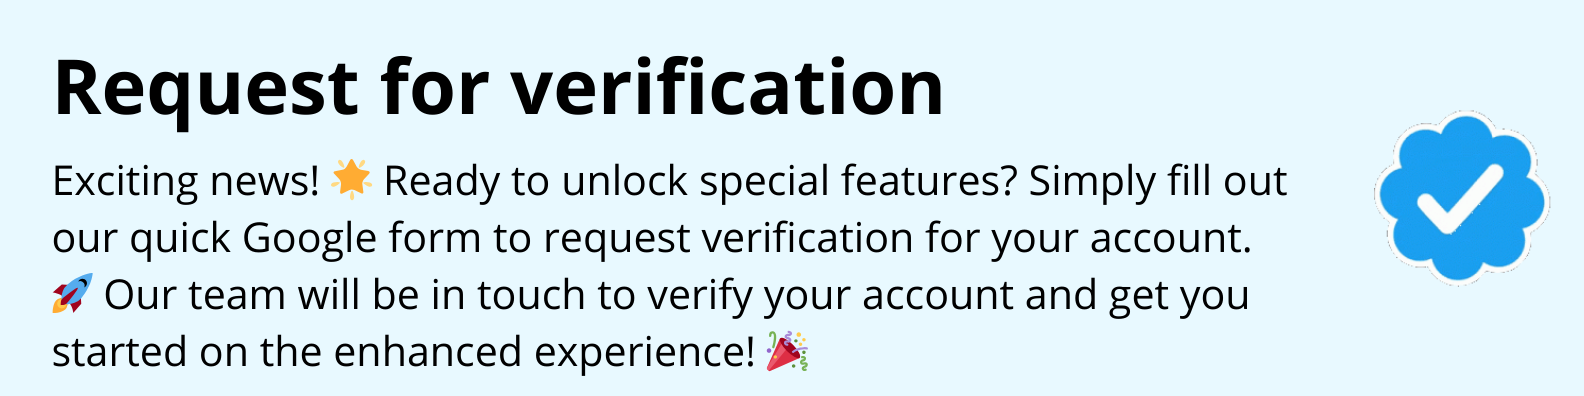 Request for verification
Exciting news! 🌟 Ready to unlock special features? Simply fill out
our quick Google form to request verification for your account.
🚀 Our team will be in touch to verify your account and get you
started on the enhanced experience! 🎉